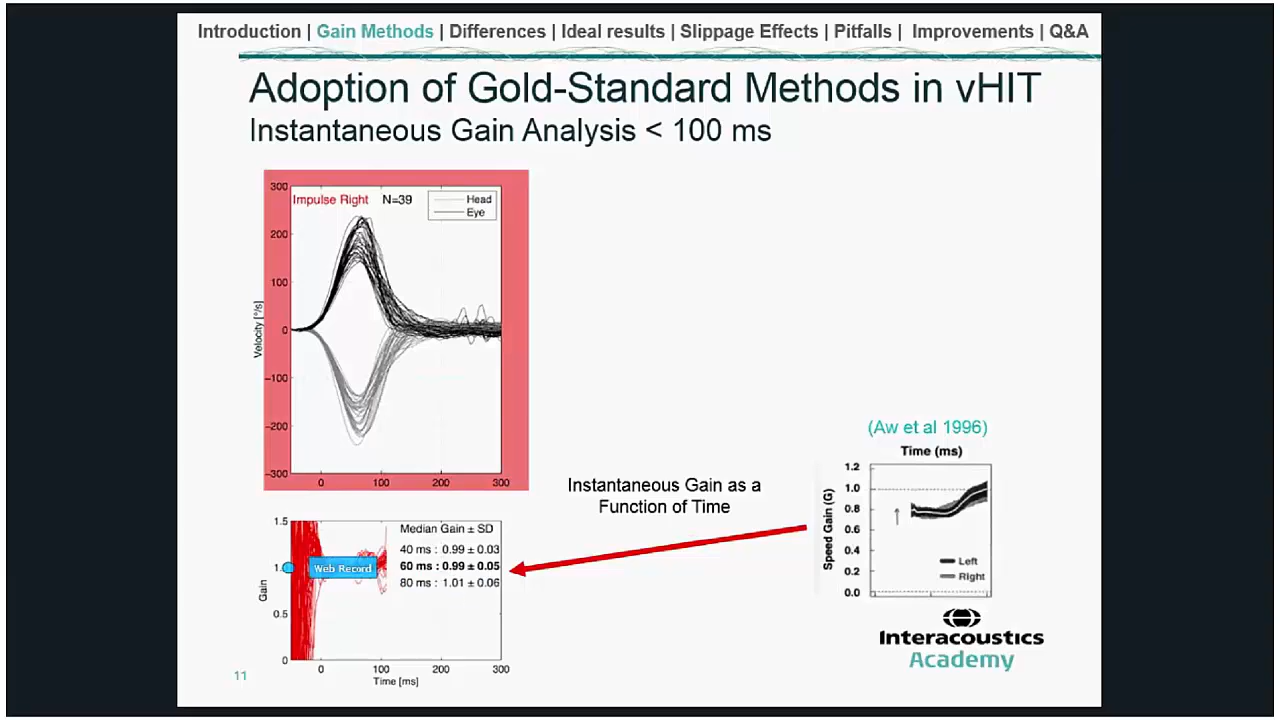 Introduction | Gain Methods | Differences | Ideal results | Slippage Effects | Pitfalls | Improvements | Q&A
Adoption of Gold-Standard Methods in vHIT
Instantaneous Gain Analysis < 100 ms
300
200
100
0
−100
−200
−300
Velocity [°/s]
Impulse Right N=39
Head
Eye
0 100 200 300
1.5
1.
0.5
0
Gain
Web Record
Median Gain ± SD
40 ms : 0.99 ± 0.03
60 ms : 0.99 ± 0.05
80 ms : 1.01 ± 0.06
0 100 200 300
Time [ms]
Instantaneous Gain as a
Function of Time
(Aw et al 1996)
Time (ms)
1.2
1.0
0.8
0.6
0.4
0.2
0.0
Speed Gain (G)
Left
Right
Interacoustics
Academy
11